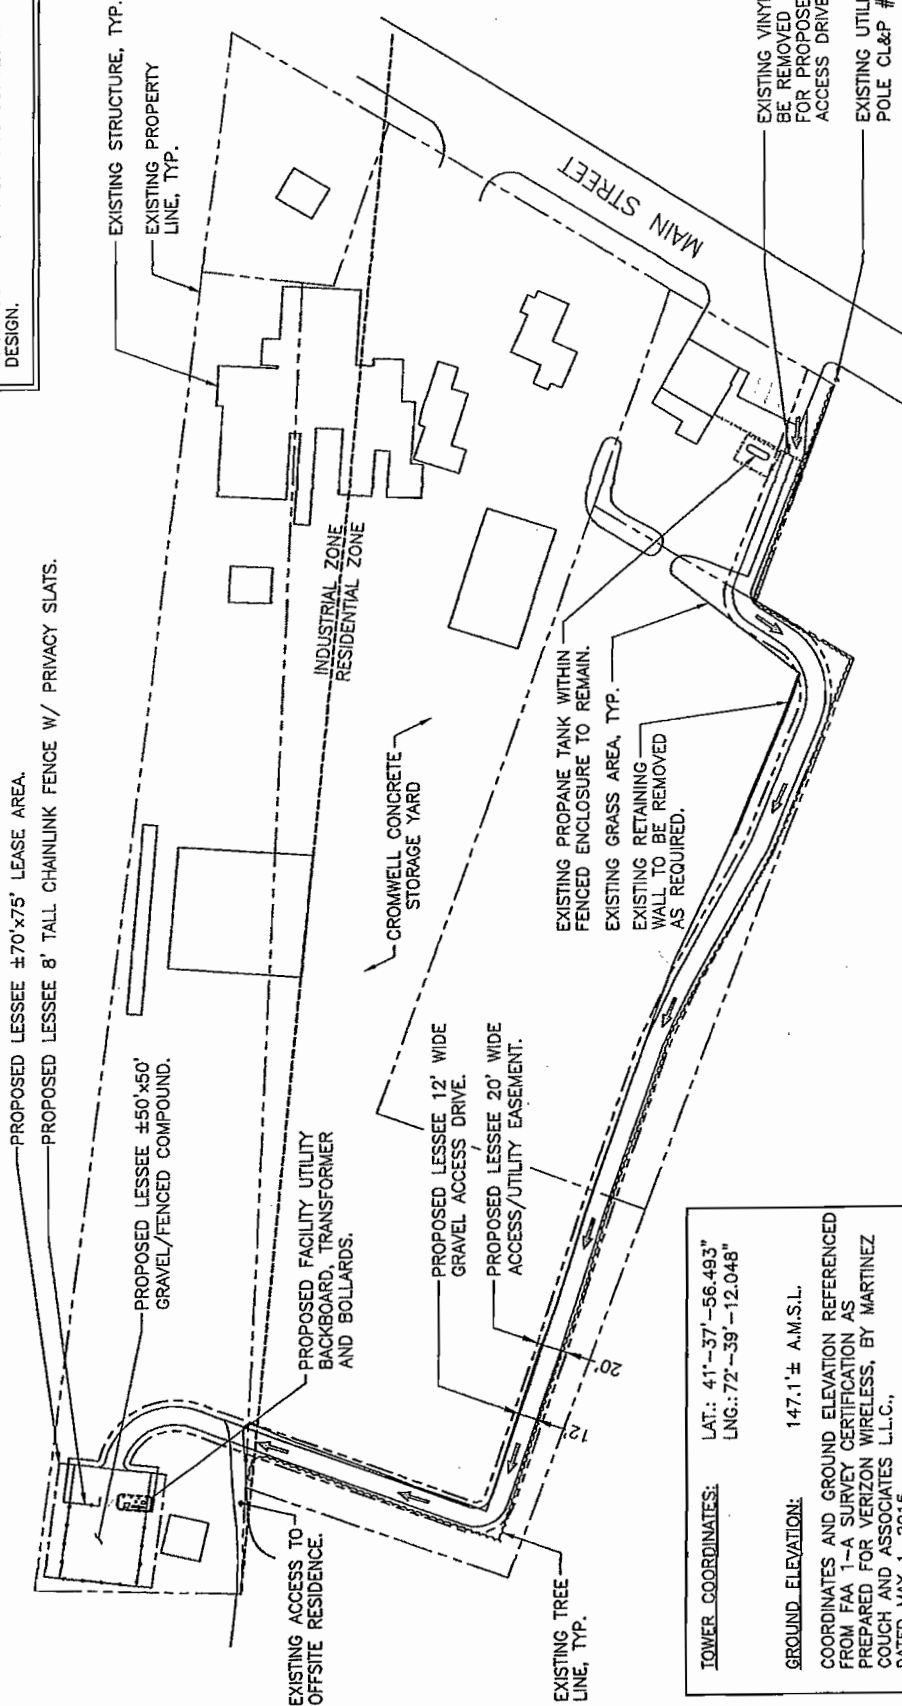 DESIGN.
EXISTING STRUCTURE, TYP.
EXISTING PROPERTY
LINE, TYP.
PROPOSED LESSEE ±70'x75' LEASE AREA.
PROPOSED LESSEE 8' TALL CHAINLINK FENCE W/ PRIVACY SLATS.
PROPOSED LESSEE ±50'x50'
GRAVEL/FENCED COMPOUND.
PROPOSED FACILITY UTILITY
BACKBOARD, TRANSFORMER
AND BOLLARDS.
INDUSTRIAL ZONE
RESIDENTIAL ZONE
CROMWELL CONCRETE
STORAGE YARD
MAIN STREET
EXISTING VINYL
BE REMOVED
FOR PROPOSE
ACCESS DRIVE
EXISTING UTILI
POLE CL&P #
EXISTING PROPANE TANK WITHIN
FENCED ENCLOSURE TO REMAIN.
EXISTING GRASS AREA, TYP.
EXISTING RETAINING
WALL TO BE REMOVED
AS REQUIRED.
PROPOSED LESSEE 12' WIDE
GRAVEL ACCESS DRIVE.
PROPOSED LESSEE 20' WIDE
ACCESS/UTILITY EASEMENT.
20'
12'
EXISTING ACCESS TO
OFFSITE RESIDENCE.
EXISTING TREE
LINE, TYP.
TOWER COORDINATES: LAT.: 41°-37'-56.493"
LNG.: 72°-39'-12.048"
GROUND ELEVATION: 147.1'± A.M.S.L.
COORDINATES AND GROUND ELEVATION REFERENCED
FROM FAA 1-A SURVEY CERTIFICATION AS
PREPARED FOR VERIZON WIRELESS, BY MARTINEZ
COUCH AND ASSOCIATES L.L.C.,
DATED MAY 1, 2015